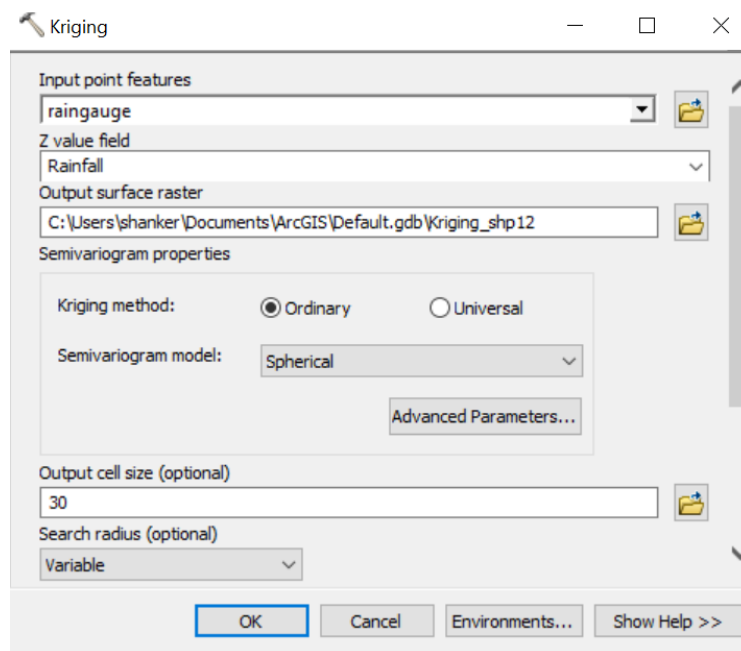 Kriging
Input point features
raingauge
Z value field
Rainfall
Output surface raster
C:\Users\shanker\Documents\ArcGIS\Default.gdb\Kriging_shp12
Semivariogram properties
Kriging method: Ordinary Universal
Semivariogram model: Spherical
Advanced Parameters...
Output cell size (optional)
30
Search radius (optional)
Variable
OK Cancel Environments... Show Help >>